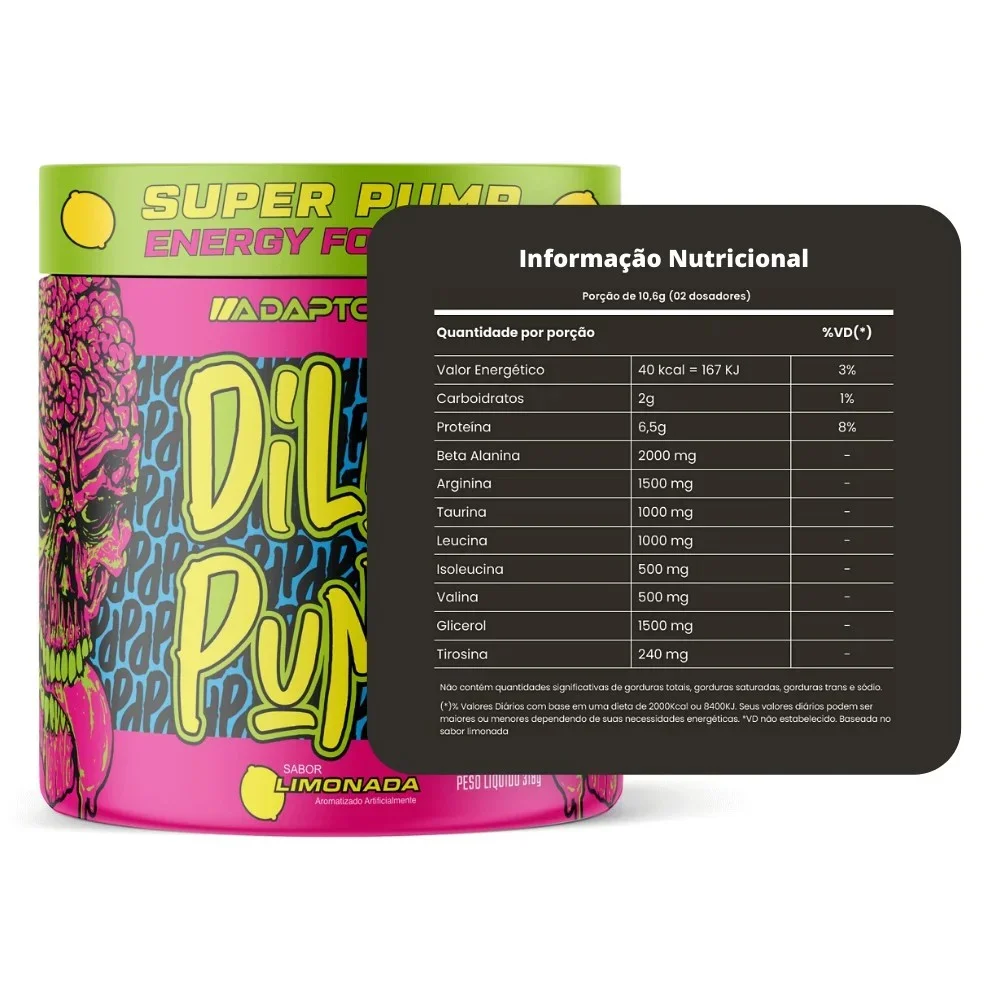 SUPER PUMP
ENERGY FO
ADAPTO
DiL
PUM
SABOR
LIMONADA
Aromatizado Artificialmente
PESO LÍQUIDO 318g
Informação Nutricional
Porção de 10,6g (02 dosadores)
Quantidade por porção %VD(*)
Valor Energético 40 kcal = 167 KJ 3%
Carboidratos 2g 1%
Proteína 6,5g 8%
Beta Alanina 2000 mg -
Arginina 1500 mg -
Taurina 1000 mg -
Leucina 1000 mg -
Isoleucina 500 mg -
Valina 500 mg -
Glicerol 1500 mg -
Tirosina 240 mg -
Não contém quantidades significativas de gorduras totais, gorduras saturadas, gorduras trans e sódio.
(*)% Valores Diários com base em uma dieta de 2000Kcal ou 8400KJ. Seus valores diários podem ser
maiores ou menores dependendo de suas necessidades energéticas. *VD não estabelecido. Baseada no
sabor limonada